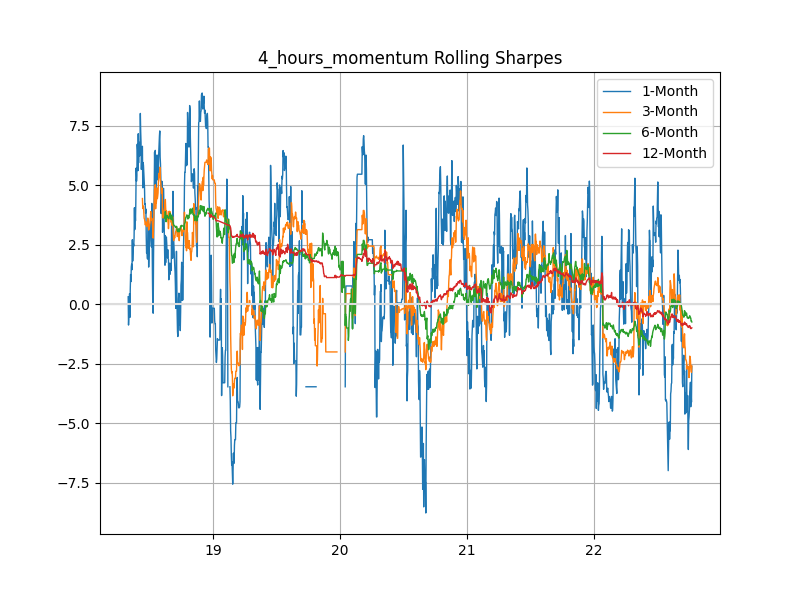 4_hours_momentum Rolling Sharpes
1-Month
3-Month
6-Month
12-Month
7.5
5.0
2.5
0.0
−2.5
−5.0
−7.5
19
20
21
22